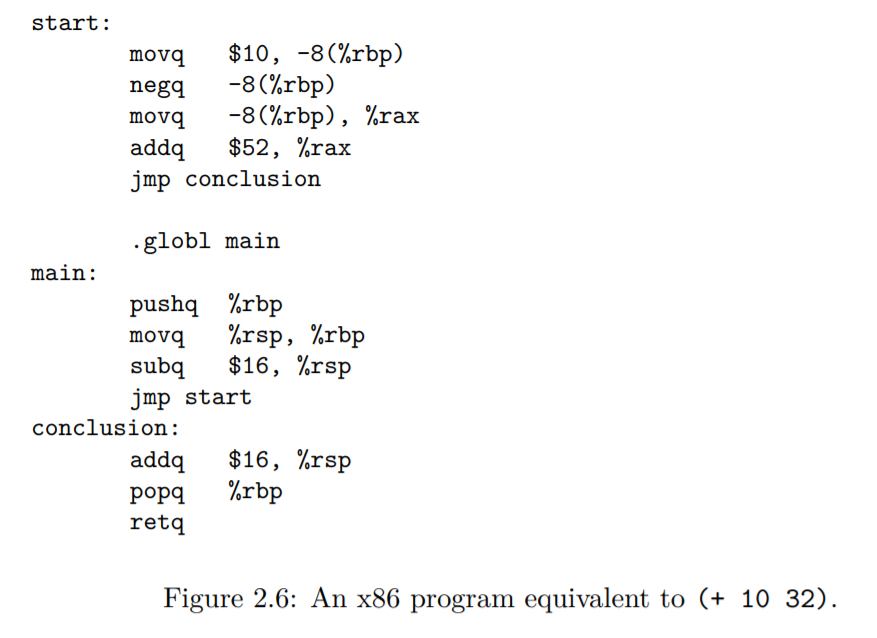 start:
        movq    $10, -8(%rbp)
        negq    -8(%rbp)
        movq    -8(%rbp), %rax
        addq    $52, %rax
        jmp conclusion

        .globl main
main:
        pushq   %rbp
        movq    %rsp, %rbp
        subq    $16, %rsp
        jmp start
conclusion:
        addq    $16, %rsp
        popq    %rbp
        retq

Figure 2.6: An x86 program equivalent to (+ 10 32).